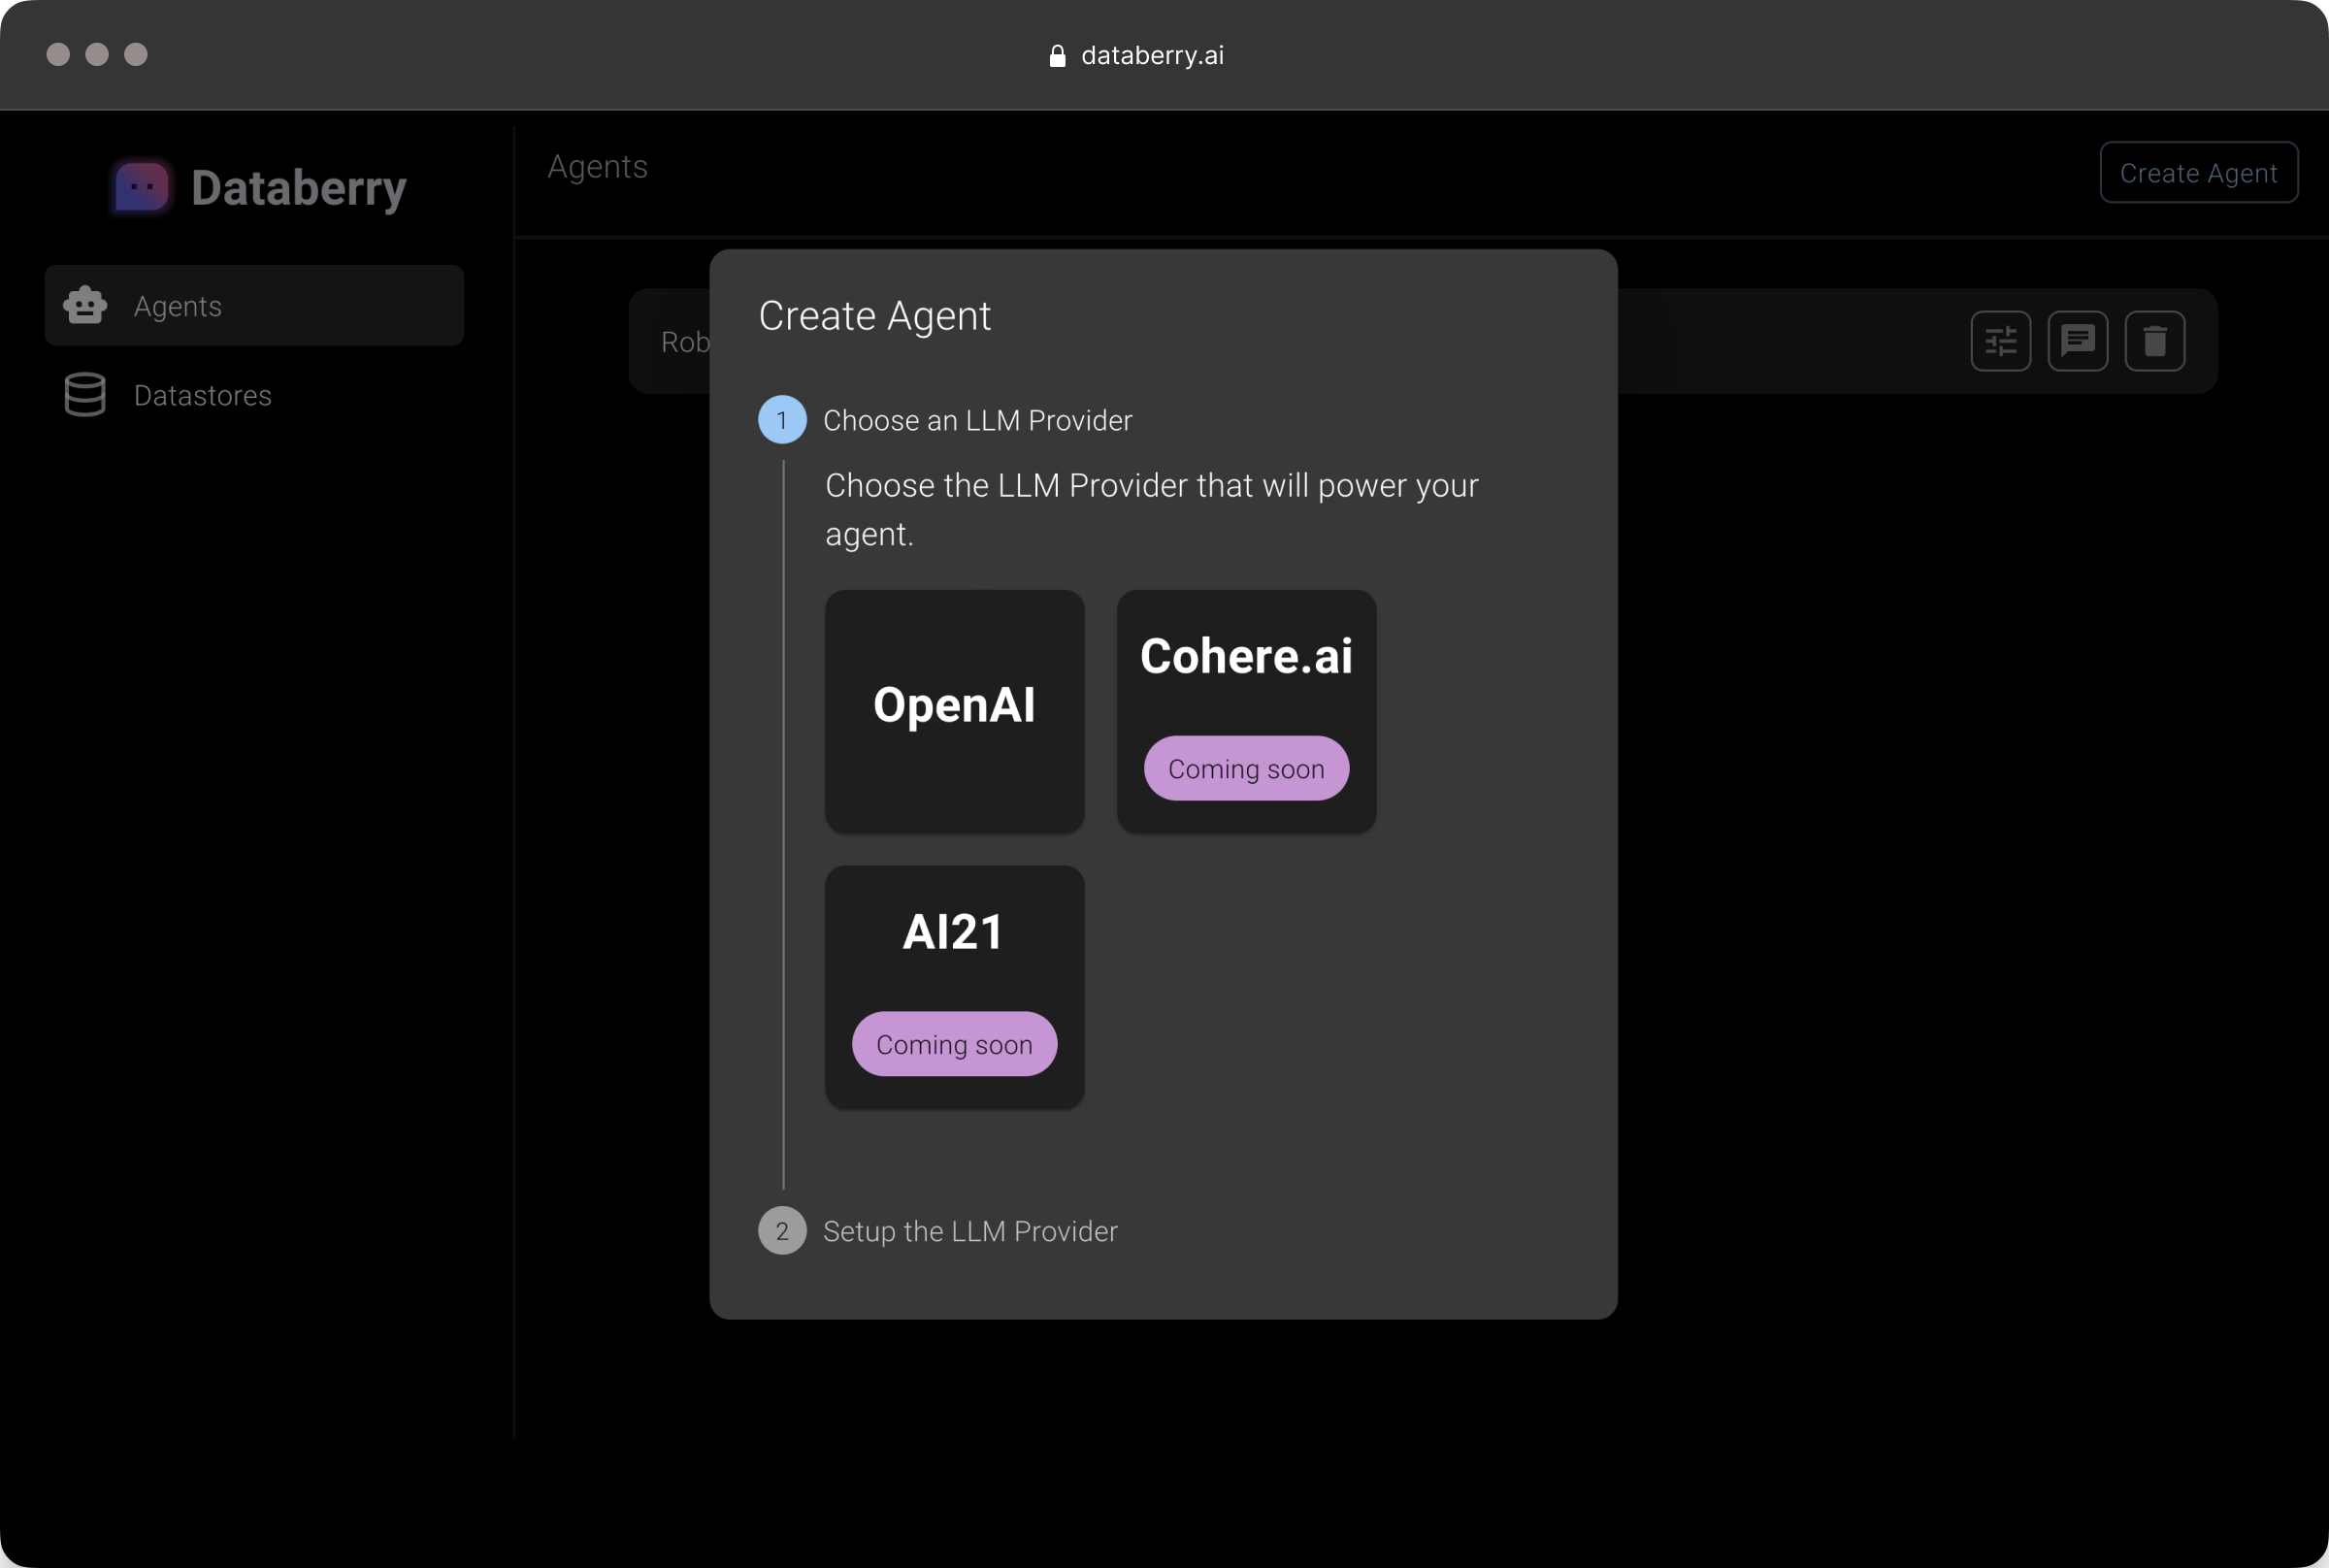 databerry.ai
Databerry
Agents
Create Agent
Agents
Datastores
Rob
Create Agent
1
Choose an LLM Provider
Choose the LLM Provider that will power your
agent.
OpenAI
Cohere.ai
Coming soon
AI21
Coming soon
2
Setup the LLM Provider